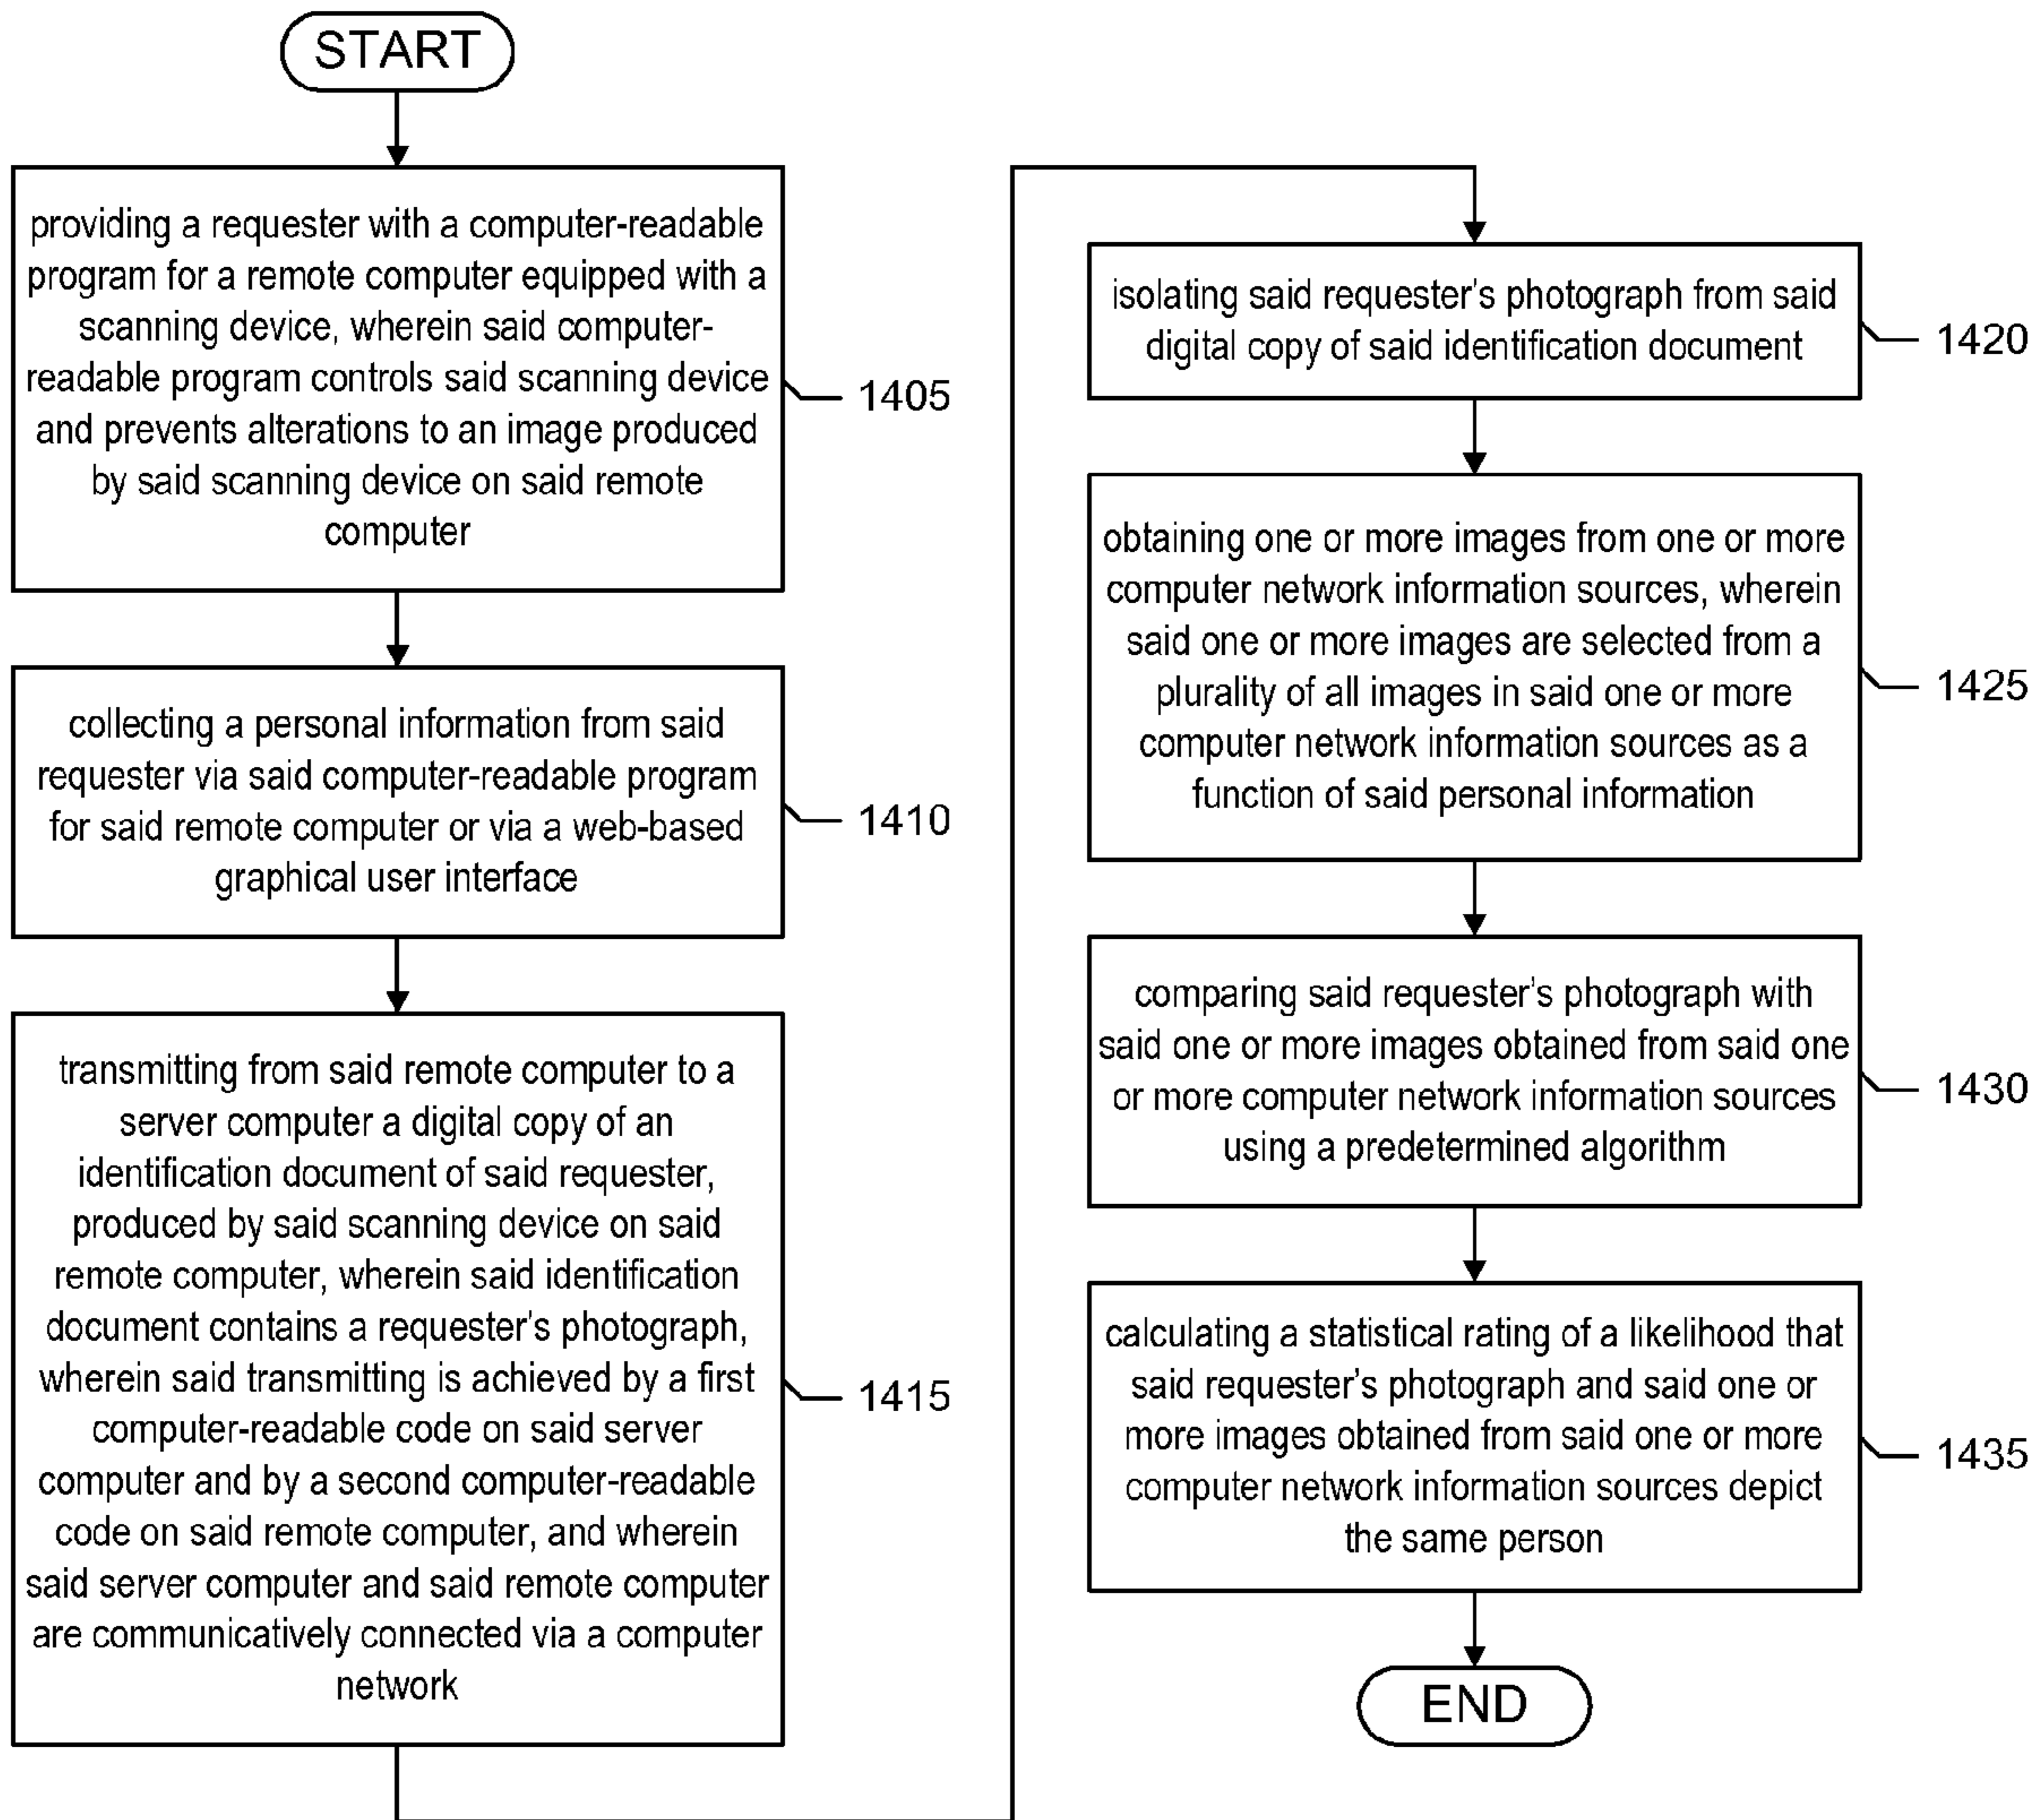 START
providing a requester with a computer-readable
program for a remote computer equipped with a
scanning device, wherein said computer-
readable program controls said scanning device
and prevents alterations to an image produced
by said scanning device on said remote
computer
1405
collecting a personal information from said
requester via said computer-readable program
for said remote computer or via a web-based
graphical user interface
1410
transmitting from said remote computer to a
server computer a digital copy of an
identification document of said requester,
produced by said scanning device on said
remote computer, wherein said identification
document contains a requester's photograph,
wherein said transmitting is achieved by a first
computer-readable code on said server
computer and by a second computer-readable
code on said remote computer, and wherein
said server computer and said remote computer
are communicatively connected via a computer
network
1415
isolating said requester's photograph from said
digital copy of said identification document
1420
obtaining one or more images from one or more
computer network information sources, wherein
said one or more images are selected from a
plurality of all images in said one or more
computer network information sources as a
function of said personal information
1425
comparing said requester's photograph with
said one or more images obtained from said one
or more computer network information sources
using a predetermined algorithm
1430
calculating a statistical rating of a likelihood that
said requester's photograph and said one or
more images obtained from said one or more
computer network information sources depict
the same person
1435
END